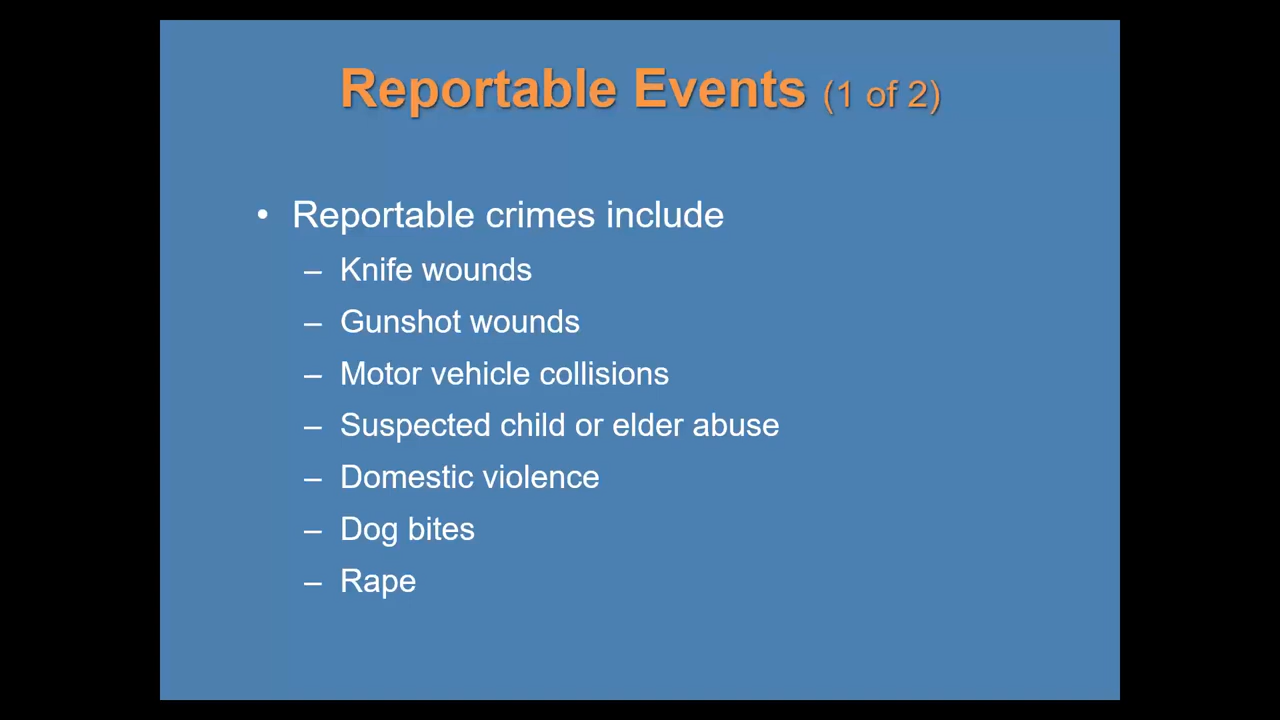 Reportable Events (1 of 2)
• Reportable crimes include
– Knife wounds
– Gunshot wounds
– Motor vehicle collisions
– Suspected child or elder abuse
– Domestic violence
– Dog bites
– Rape